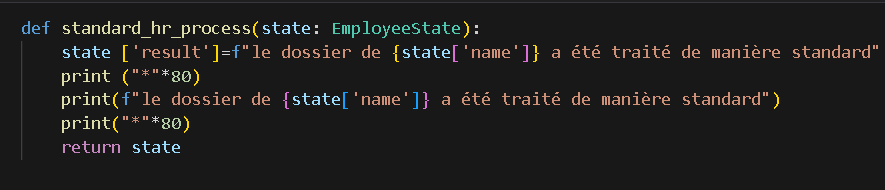 def standard_hr_process(state: EmployeeState):
    state ['result']=f"le dossier de {state['name']} a été traité de manière standard"
    print ("*"*80)
    print(f"le dossier de {state['name']} a été traité de manière standard")
    print("*"*80)
    return state